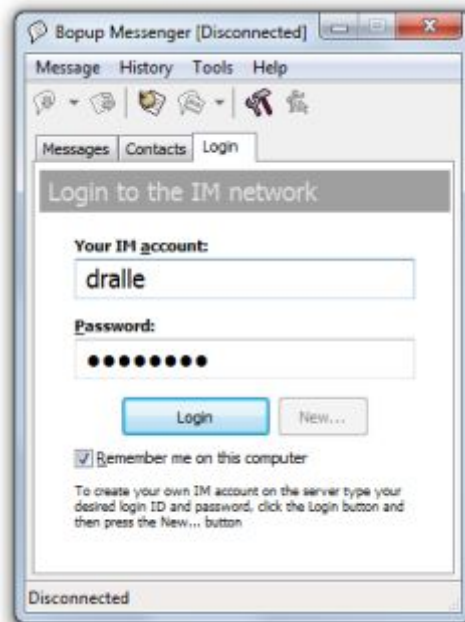 Bopup Messenger [Disconnected]
Message History Tools Help
Messages Contacts Login
Login to the IM network
Your IM account:
dralle
Password:
●●●●●●●●
Login New...
Remember me on this computer
To create your own IM account on the server type your
desired login ID and password, click the Login button and
then press the New... button
Disconnected